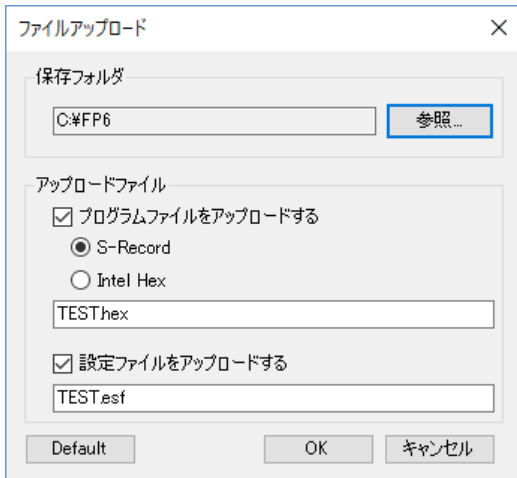 ファイルアップロード
保存フォルダ
C:¥FP6
参照...
アップロードファイル
プログラムファイルをアップロードする
S-Record
Intel Hex
TEST.hex
設定ファイルをアップロードする
TEST.esf
Default
OK
キャンセル